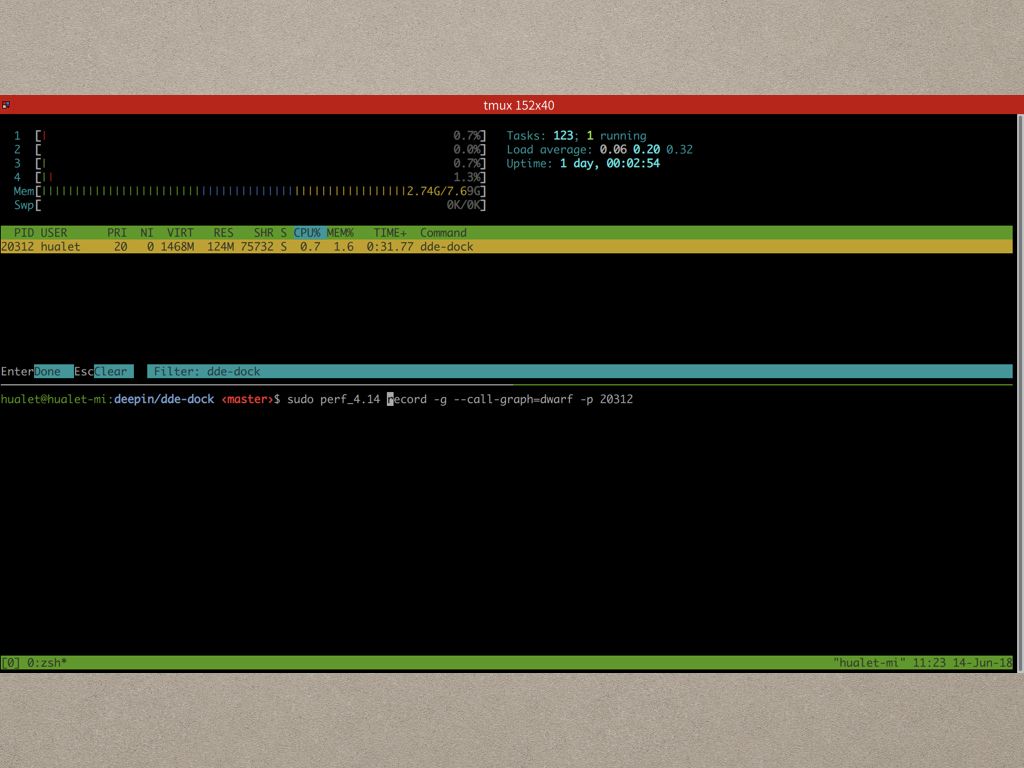 tmux 152x40
1 [| 0.7%] Tasks: 123; 1 running
2 [ 0.0%] Load average: 0.06 0.20 0.32
3 [| 0.7%] Uptime: 1 day, 00:02:54
4 [|| 1.3%]
Mem[||||||||||||||||||||||||||||||||||||||||||||||||||||||2.74G/7.69G]
Swp[ 0K/0K]
PID USER PRI NI VIRT RES SHR S CPU% MEM% TIME+ Command
20312 hualet 20 0 1468M 124M 75732 S 0.7 1.6 0:31.77 dde-dock
EnterDone EscClear Filter: dde-dock
hualet@hualet-mi:deepin/dde-dock ‹master›$ sudo perf_4.14 record -g --call-graph=dwarf -p 20312
[0] 0:zsh* "hualet-mi" 11:23 14-Jun-18